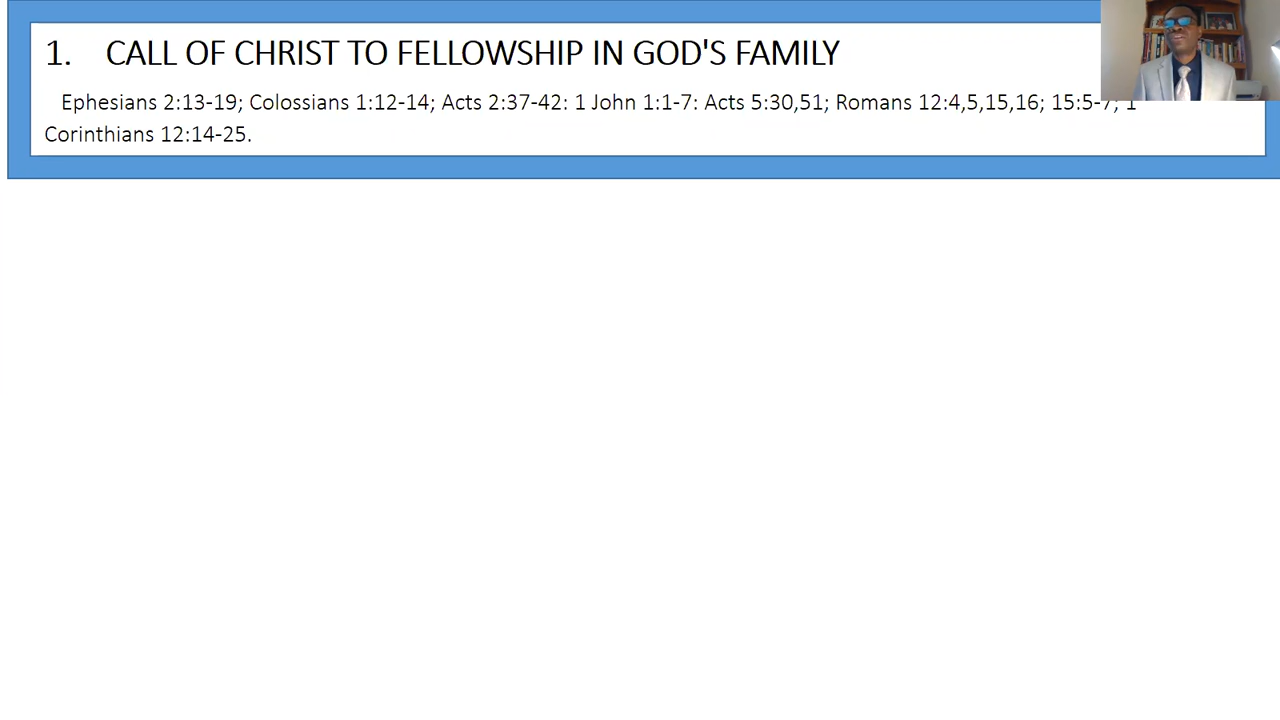 1. CALL OF CHRIST TO FELLOWSHIP IN GOD'S FAMILY
Ephesians 2:13-19; Colossians 1:12-14; Acts 2:37-42: 1 John 1:1-7: Acts 5:30,51; Romans 12:4,5,15,16; 15:5-7; 1
Corinthians 12:14-25.